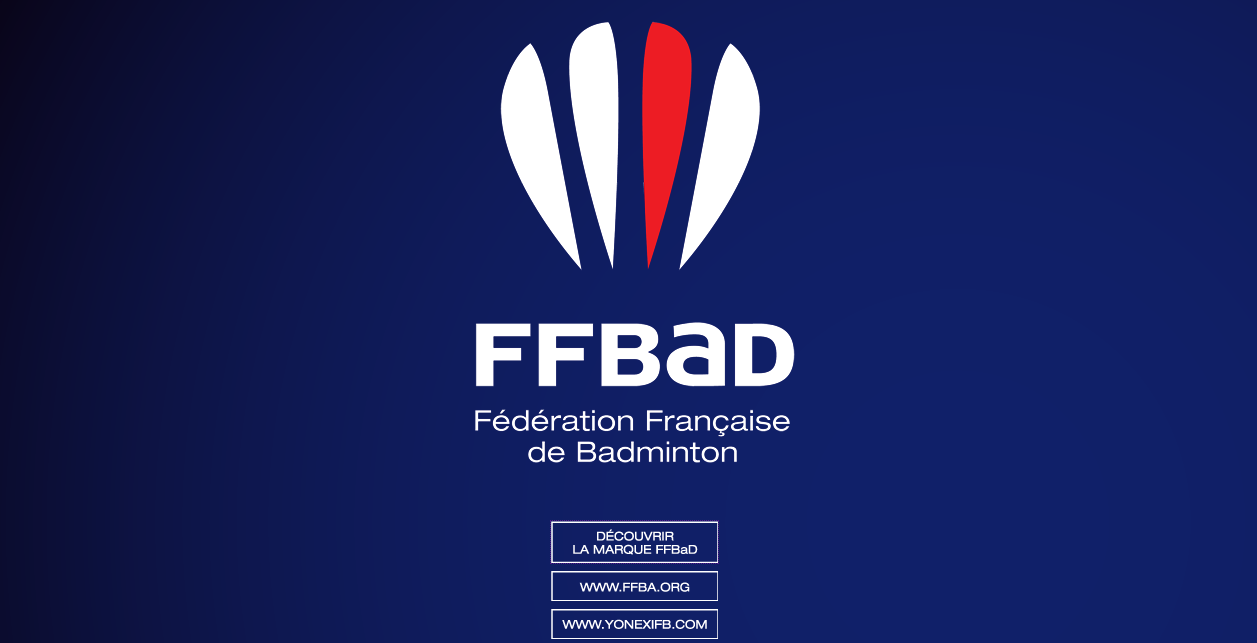 FFBaD
Fédération Française
de Badminton
DÉCOUVRIR
LA MARQUE FFBaD
WWW.FFBA.ORG
WWW.YONEXIFB.COM